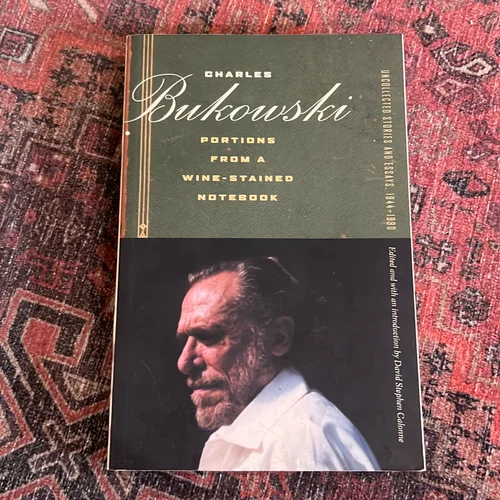 CHARLES
Bukowski
PORTIONS
FROM A
WINE-STAINED
NOTEBOOK
UNCOLLECTED STORIES AND ESSAYS, 1944–1990
Edited and with an introduction by David Stephen Calonne